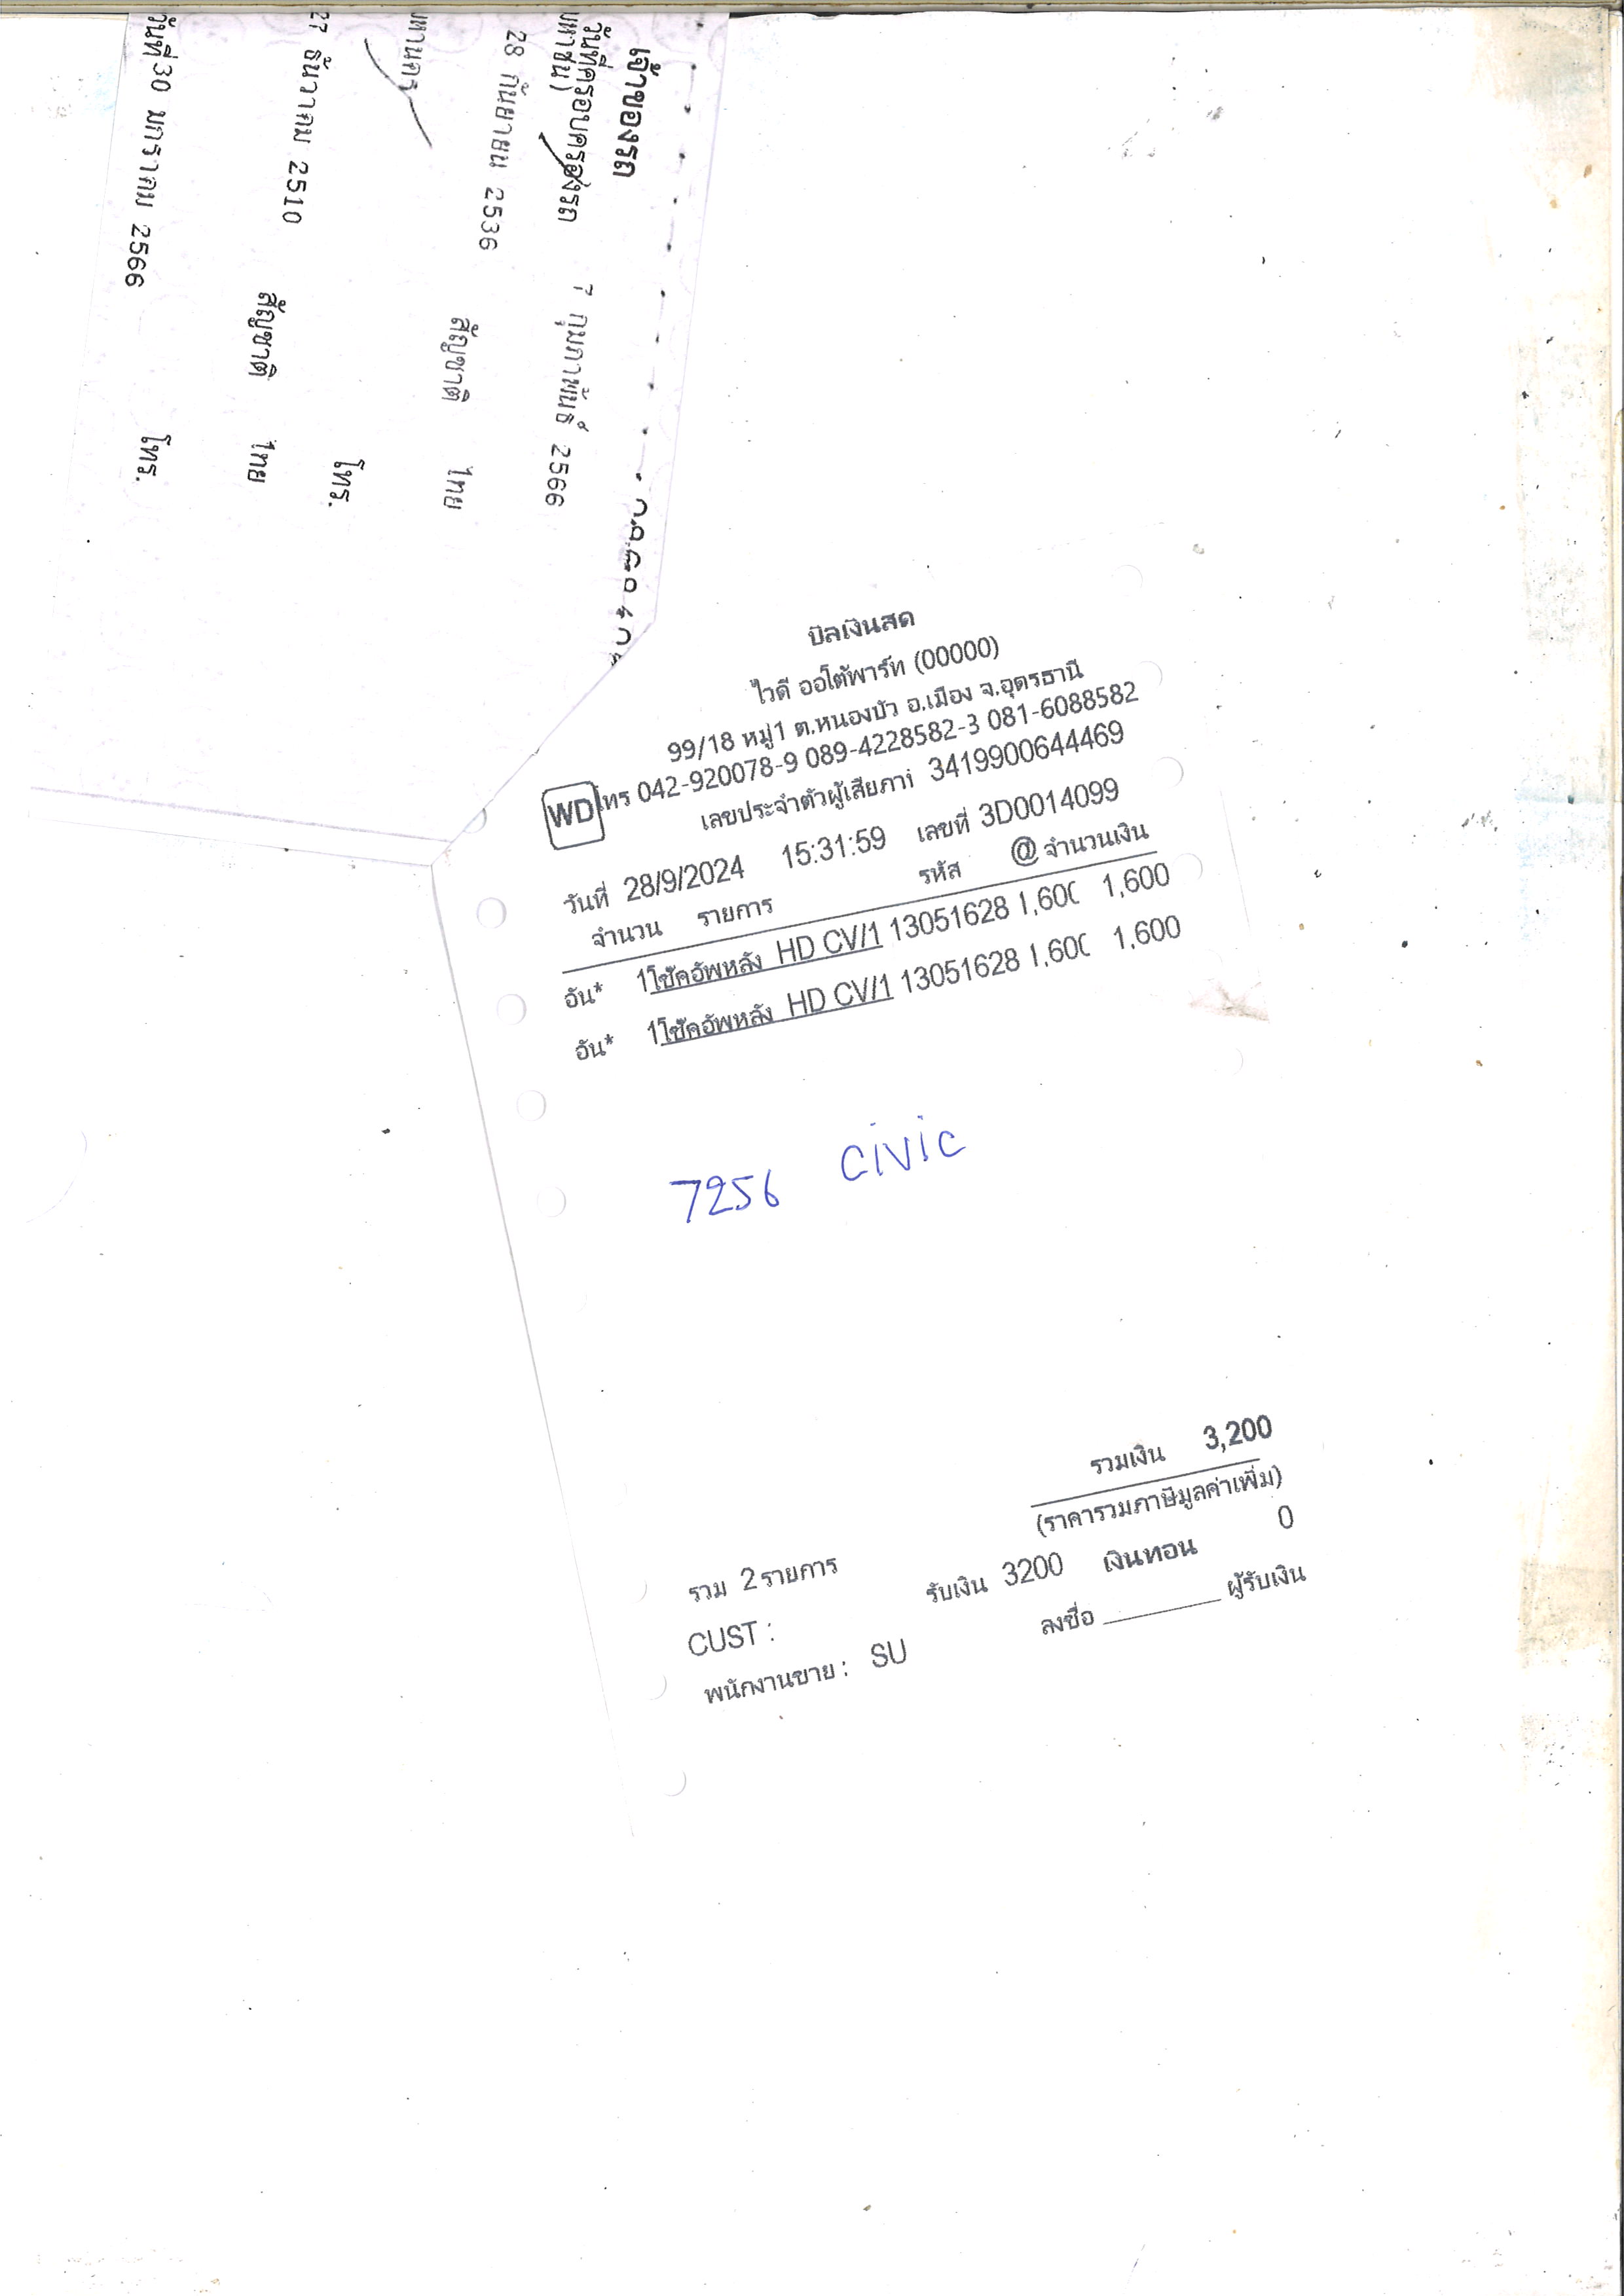 เจ้าของรถ
วันที่ครอบครองรถ 7 กุมภาพันธ์ 2566
28 กันยายน 2536 สัญชาติ ไทย
โทร.
27 ธันวาคม 2510 สัญชาติ ไทย
วันที่ 30 มกราคม 2566 โทร.
บิลเงินสด
ไวดี ออโต้พาร์ท (00000)
99/18 หมู่1 ต.หนองบัว อ.เมือง จ.อุดรธานี
WD โทร 042-920078-9 089-4228582-3 081-6088582
เลขประจำตัวผู้เสียภาษี 3419900644469
วันที่ 28/9/2024 15:31:59 เลขที่ 3D0014099
จำนวน รายการ รหัส @ จำนวนเงิน
อัน* 1 โช๊คอัพหลัง HD CV/1 13051628 1,600 1,600
อัน* 1 โช๊คอัพหลัง HD CV/1 13051628 1,600 1,600
7256 CIVIC
รวมเงิน 3,200
(ราคารวมภาษีมูลค่าเพิ่ม)
รวม 2 รายการ รับเงิน 3200 เงินทอน 0
CUST : ลงชื่อ ________ ผู้รับเงิน
พนักงานขาย : SU